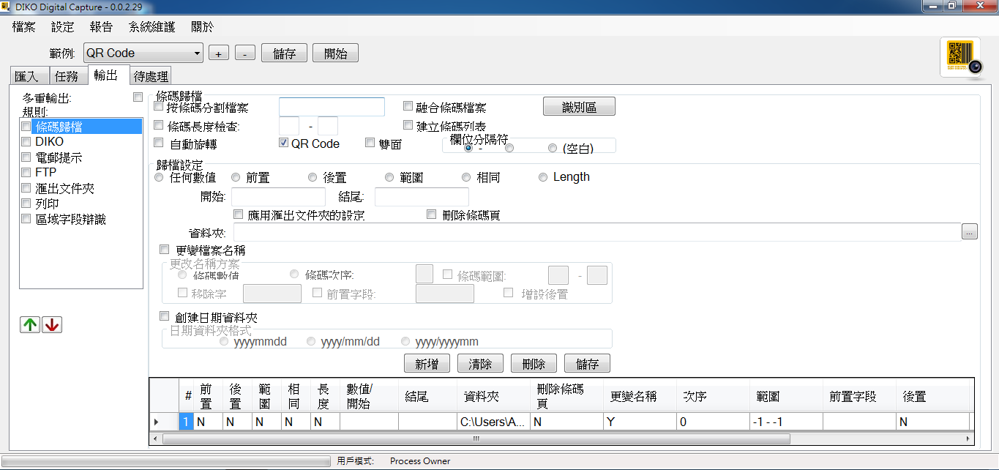 DIKO Digital Capture - 0.0.2.29
檔案 設定 報告 系統維護 關於
範例: QR Code + - 儲存 開始
匯入 任務 輸出 待處理
多重輸出:
規則:
條碼歸檔
DIKO
電郵提示
FTP
滙出文件夾
列印
區域字段辯識
條碼歸檔
按條碼分割檔案 融合條碼檔案 識別區
條碼長度檢查: - 建立條碼列表
自動旋轉 QR Code 雙面 欄位分隔符 - (空白)
歸檔設定
任何數值 前置 後置 範圍 相同 Length
開始: 結尾:
應用滙出文件夾的設定 刪除條碼頁
資料夾: ...
更變檔案名稱
更改名稱方案
條碼數值 條碼次序: 條碼範圍: -
移除字 前置字段: 增設後置
創建日期資料夾
日期資料夾格式
yyyymmdd yyyy/mm/dd yyyy/yyyymm
新增 清除 刪除 儲存
# 前置 後置 範圍 相同 長度 數值/開始 結尾 資料夾 刪除條碼頁 更變名稱 次序 範圍 前置字段 後置
1 N N N N N C:\Users\A... N Y 0 -1 - -1 N
用戶模式: Process Owner